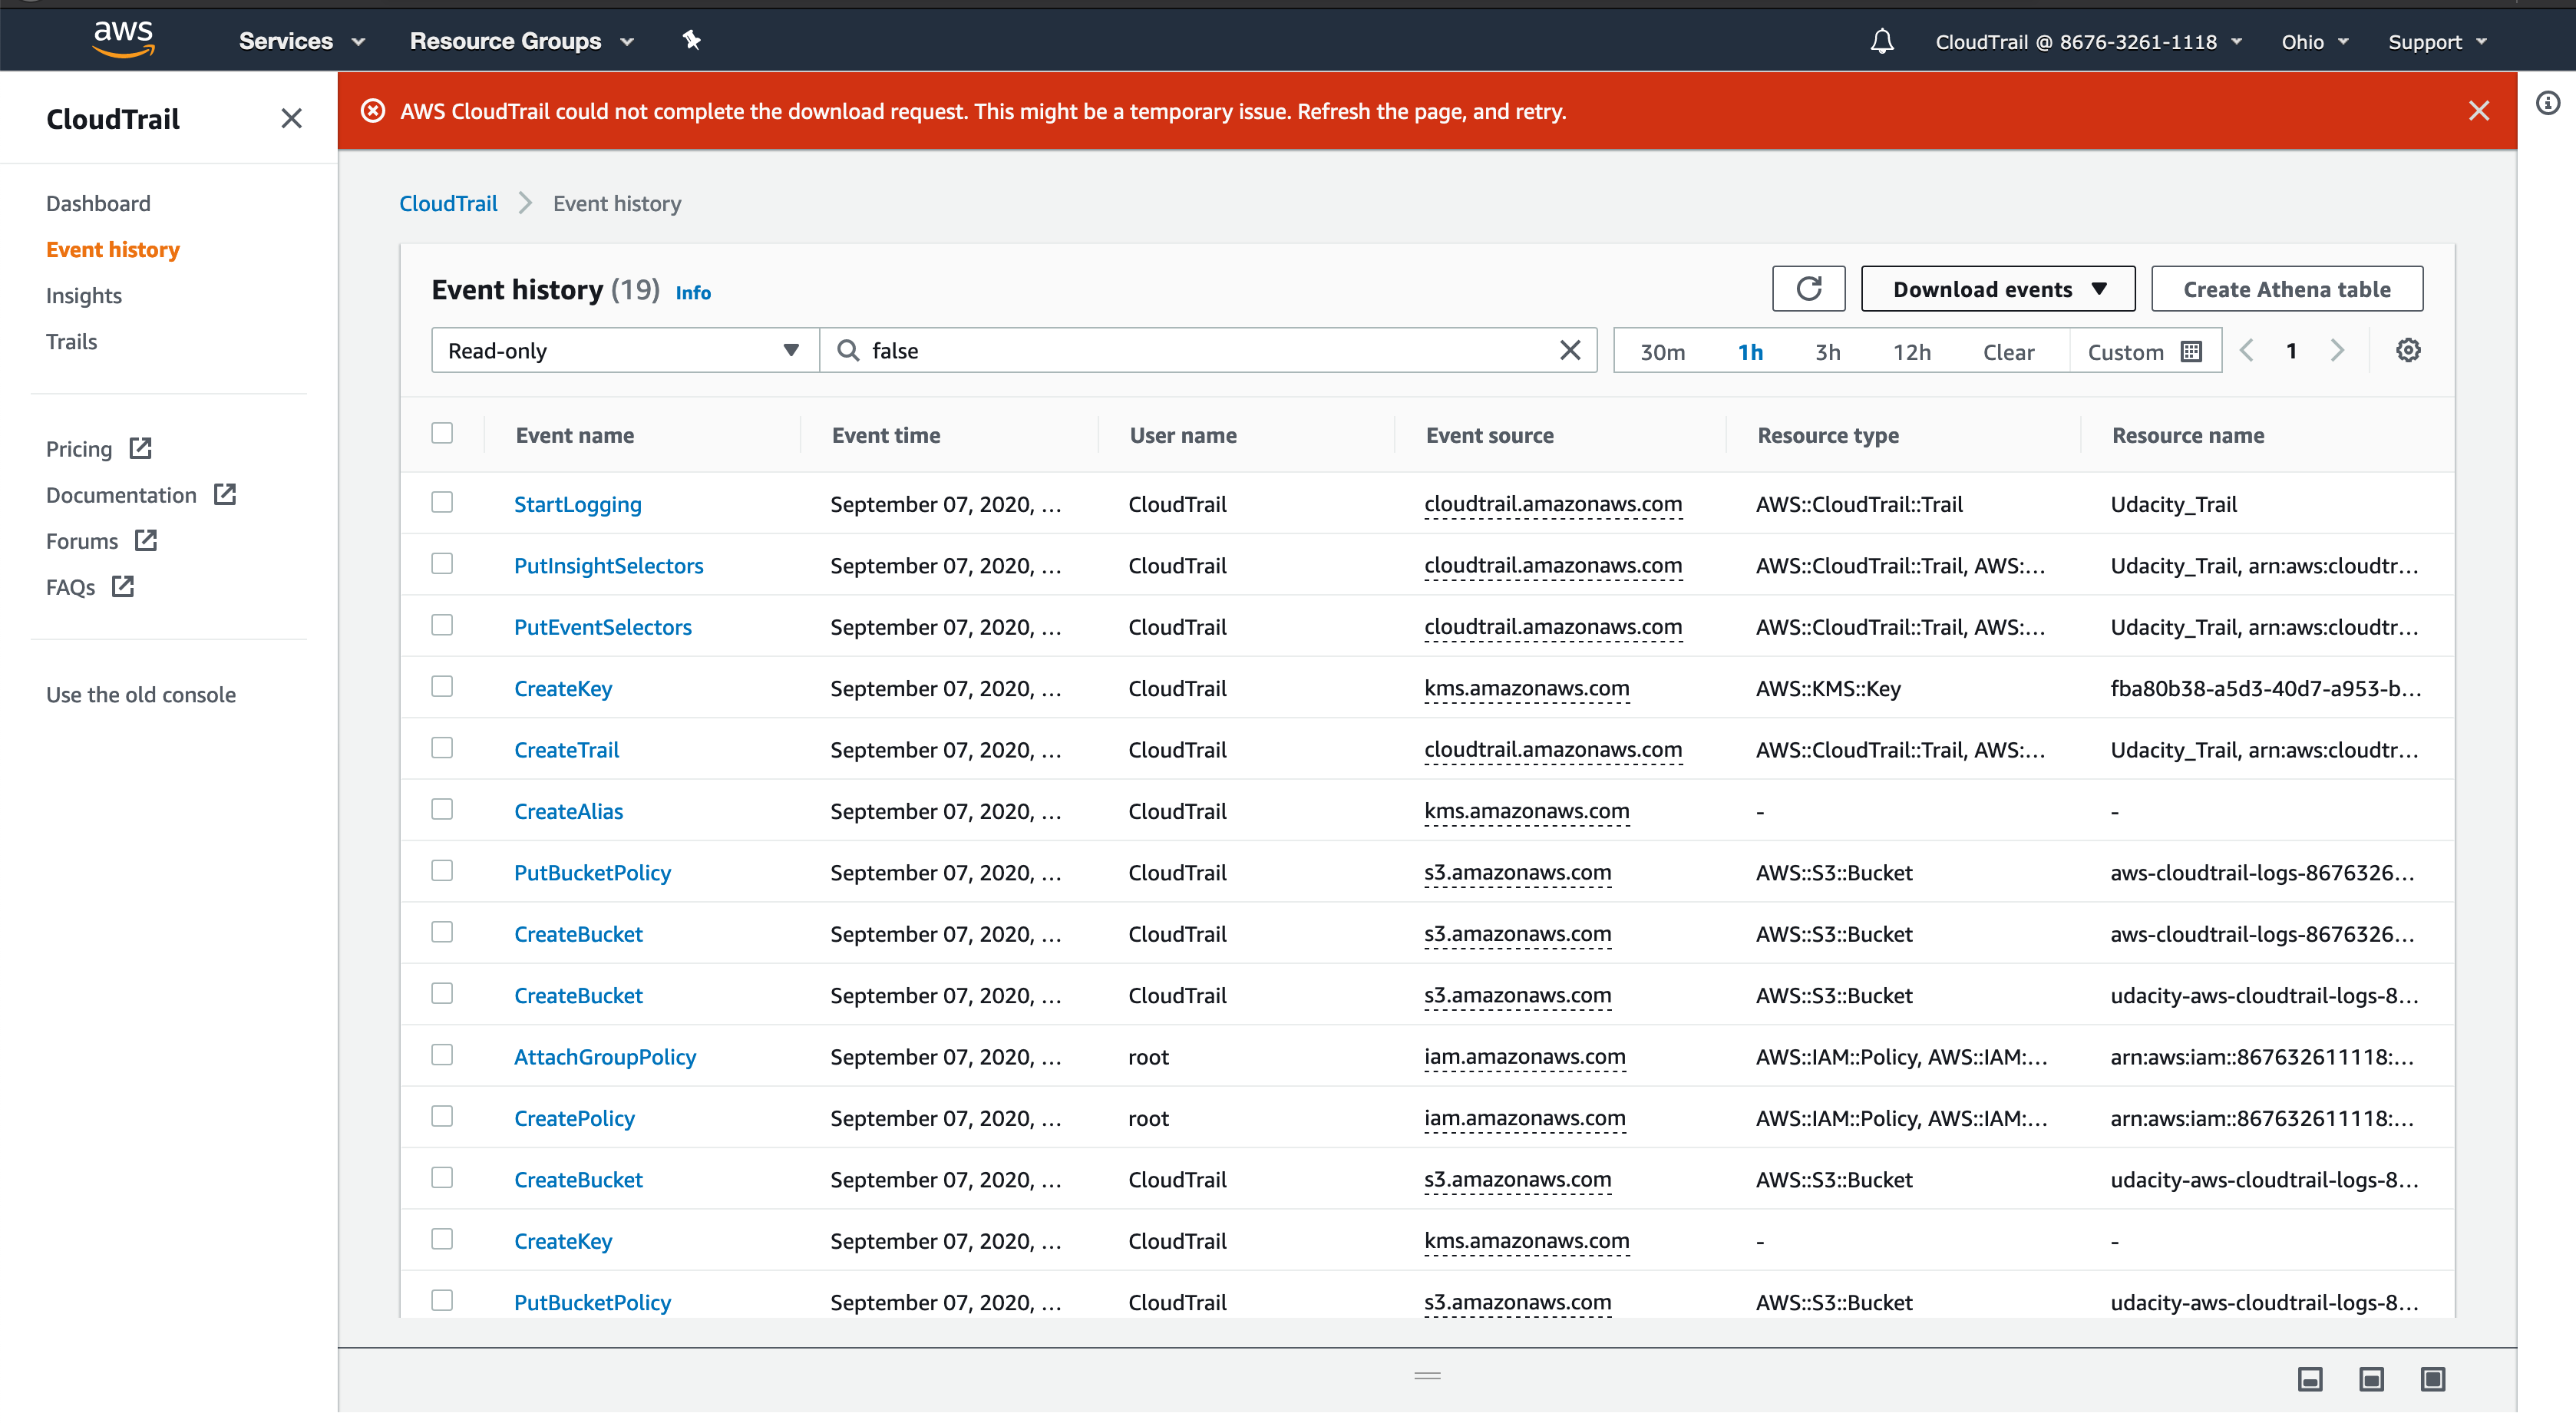 aws Services Resource Groups CloudTrail @ 8676-3261-1118 Ohio Support
CloudTrail
AWS CloudTrail could not complete the download request. This might be a temporary issue. Refresh the page, and retry.
Dashboard
Event history
Insights
Trails
Pricing
Documentation
Forums
FAQs
Use the old console
CloudTrail Event history
Event history (19) Info Download events Create Athena table
Read-only false 30m 1h 3h 12h Clear Custom 1
Event name Event time User name Event source Resource type Resource name
StartLogging September 07, 2020, ... CloudTrail cloudtrail.amazonaws.com AWS::CloudTrail::Trail Udacity_Trail
PutInsightSelectors September 07, 2020, ... CloudTrail cloudtrail.amazonaws.com AWS::CloudTrail::Trail, AWS:... Udacity_Trail, arn:aws:cloudtr...
PutEventSelectors September 07, 2020, ... CloudTrail cloudtrail.amazonaws.com AWS::CloudTrail::Trail, AWS:... Udacity_Trail, arn:aws:cloudtr...
CreateKey September 07, 2020, ... CloudTrail kms.amazonaws.com AWS::KMS::Key fba80b38-a5d3-40d7-a953-b...
CreateTrail September 07, 2020, ... CloudTrail cloudtrail.amazonaws.com AWS::CloudTrail::Trail, AWS:... Udacity_Trail, arn:aws:cloudtr...
CreateAlias September 07, 2020, ... CloudTrail kms.amazonaws.com - -
PutBucketPolicy September 07, 2020, ... CloudTrail s3.amazonaws.com AWS::S3::Bucket aws-cloudtrail-logs-8676326...
CreateBucket September 07, 2020, ... CloudTrail s3.amazonaws.com AWS::S3::Bucket aws-cloudtrail-logs-8676326...
CreateBucket September 07, 2020, ... CloudTrail s3.amazonaws.com AWS::S3::Bucket udacity-aws-cloudtrail-logs-8...
AttachGroupPolicy September 07, 2020, ... root iam.amazonaws.com AWS::IAM::Policy, AWS::IAM:... arn:aws:iam::867632611118:...
CreatePolicy September 07, 2020, ... root iam.amazonaws.com AWS::IAM::Policy, AWS::IAM:... arn:aws:iam::867632611118:...
CreateBucket September 07, 2020, ... CloudTrail s3.amazonaws.com AWS::S3::Bucket udacity-aws-cloudtrail-logs-8...
CreateKey September 07, 2020, ... CloudTrail kms.amazonaws.com - -
PutBucketPolicy September 07, 2020, ... CloudTrail s3.amazonaws.com AWS::S3::Bucket udacity-aws-cloudtrail-logs-8...